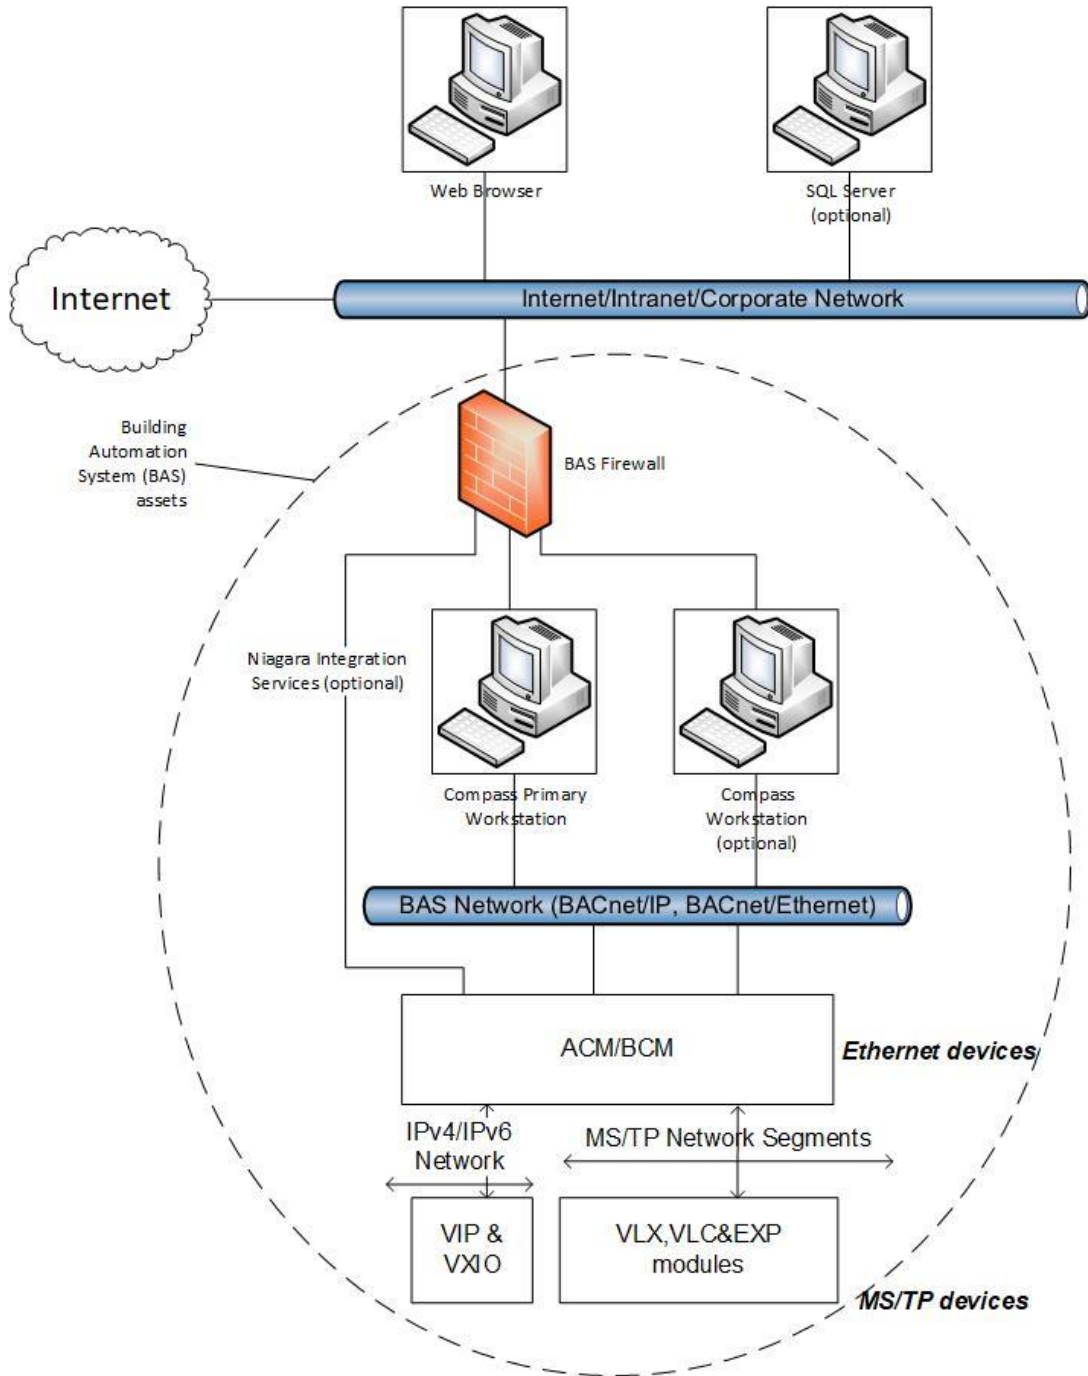 Web Browser
SQL Server
(optional)
Internet
Internet/Intranet/Corporate Network
Building
Automation
System (BAS)
assets
BAS Firewall
Niagara Integration
Services (optional)
Compass Primary
Workstation
Compass
Workstation
(optional)
BAS Network (BACnet/IP, BACnet/Ethernet)
ACM/BCM
Ethernet devices
IPv4/IPv6
Network
MS/TP Network Segments
VIP &
VXIO
VLX,VLC&EXP
modules
MS/TP devices